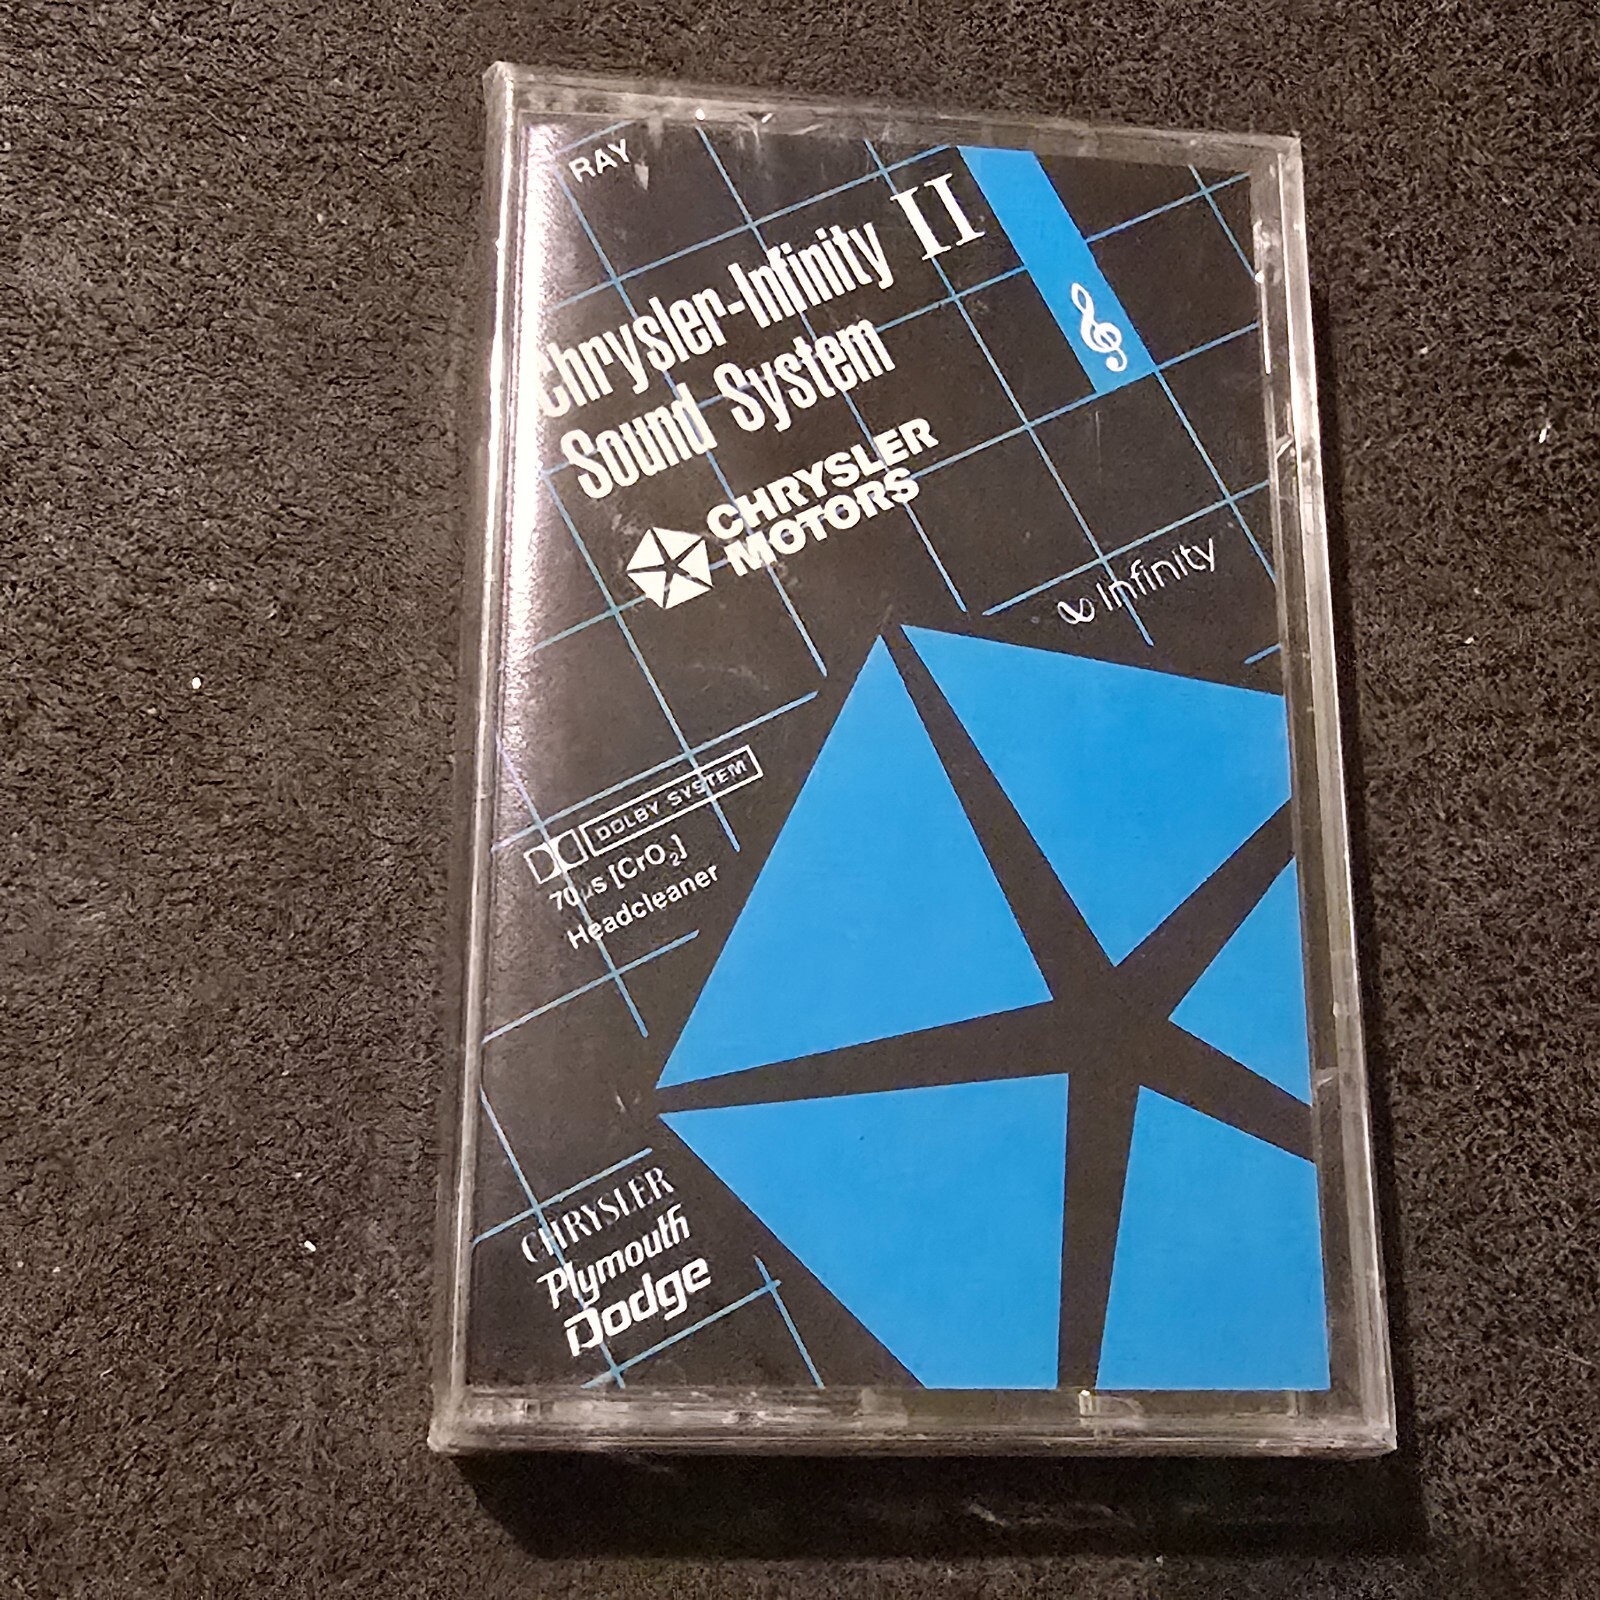 RAY
Chrysler-Infinity II
Sound System
CHRYSLER
MOTORS
Infinity
DOLBY SYSTEM
70μs [CrO₂]
Headcleaner
CHRYSLER
Plymouth
Dodge